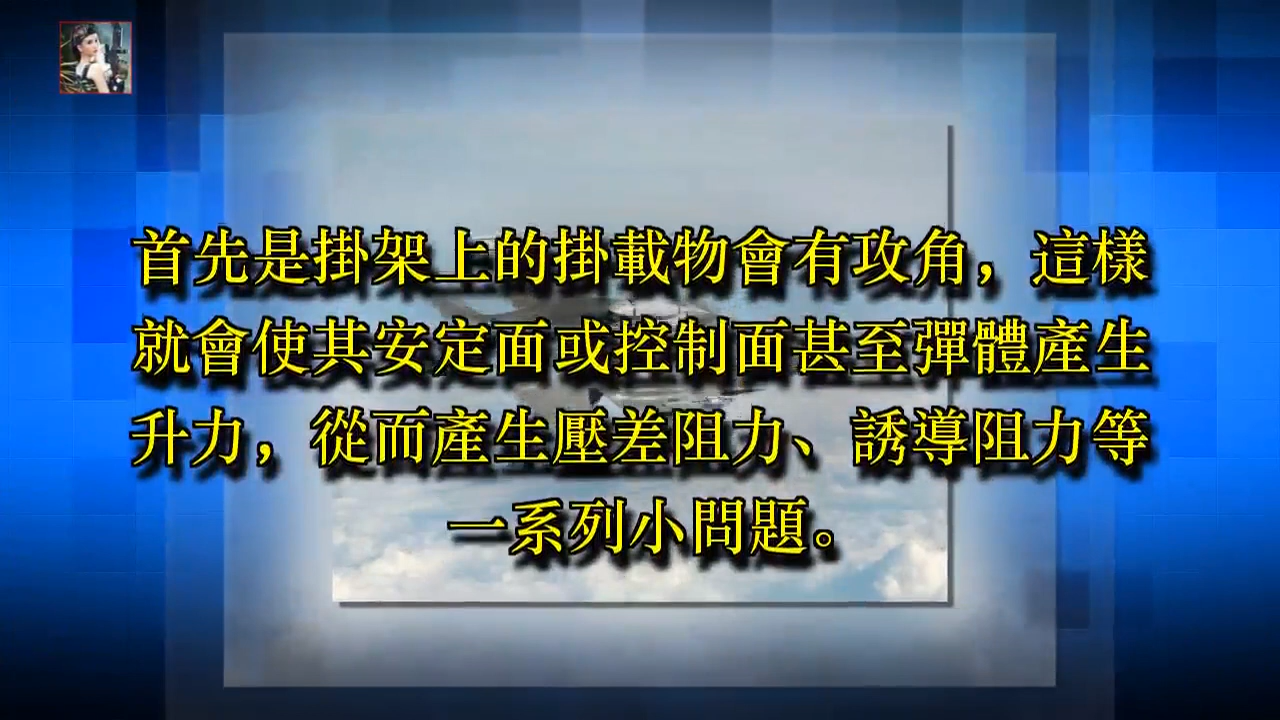 首先是掛架上的掛載物會有攻角，這樣
就會使其安定面或控制面甚至彈體產生
升力，從而產生壓差阻力、誘導阻力等
一系列小問題。